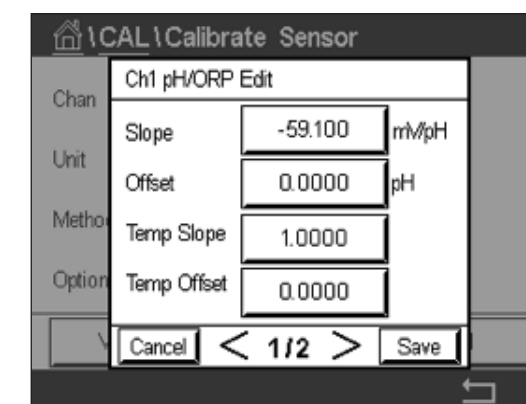 \CAL\Calibrate Sensor
Ch1 pH/ORP Edit
Chan
Slope -59.100 mV/pH
Unit
Offset 0.0000 pH
Metho
Temp Slope 1.0000
Option
Temp Offset 0.0000
Cancel < 1/2 > Save